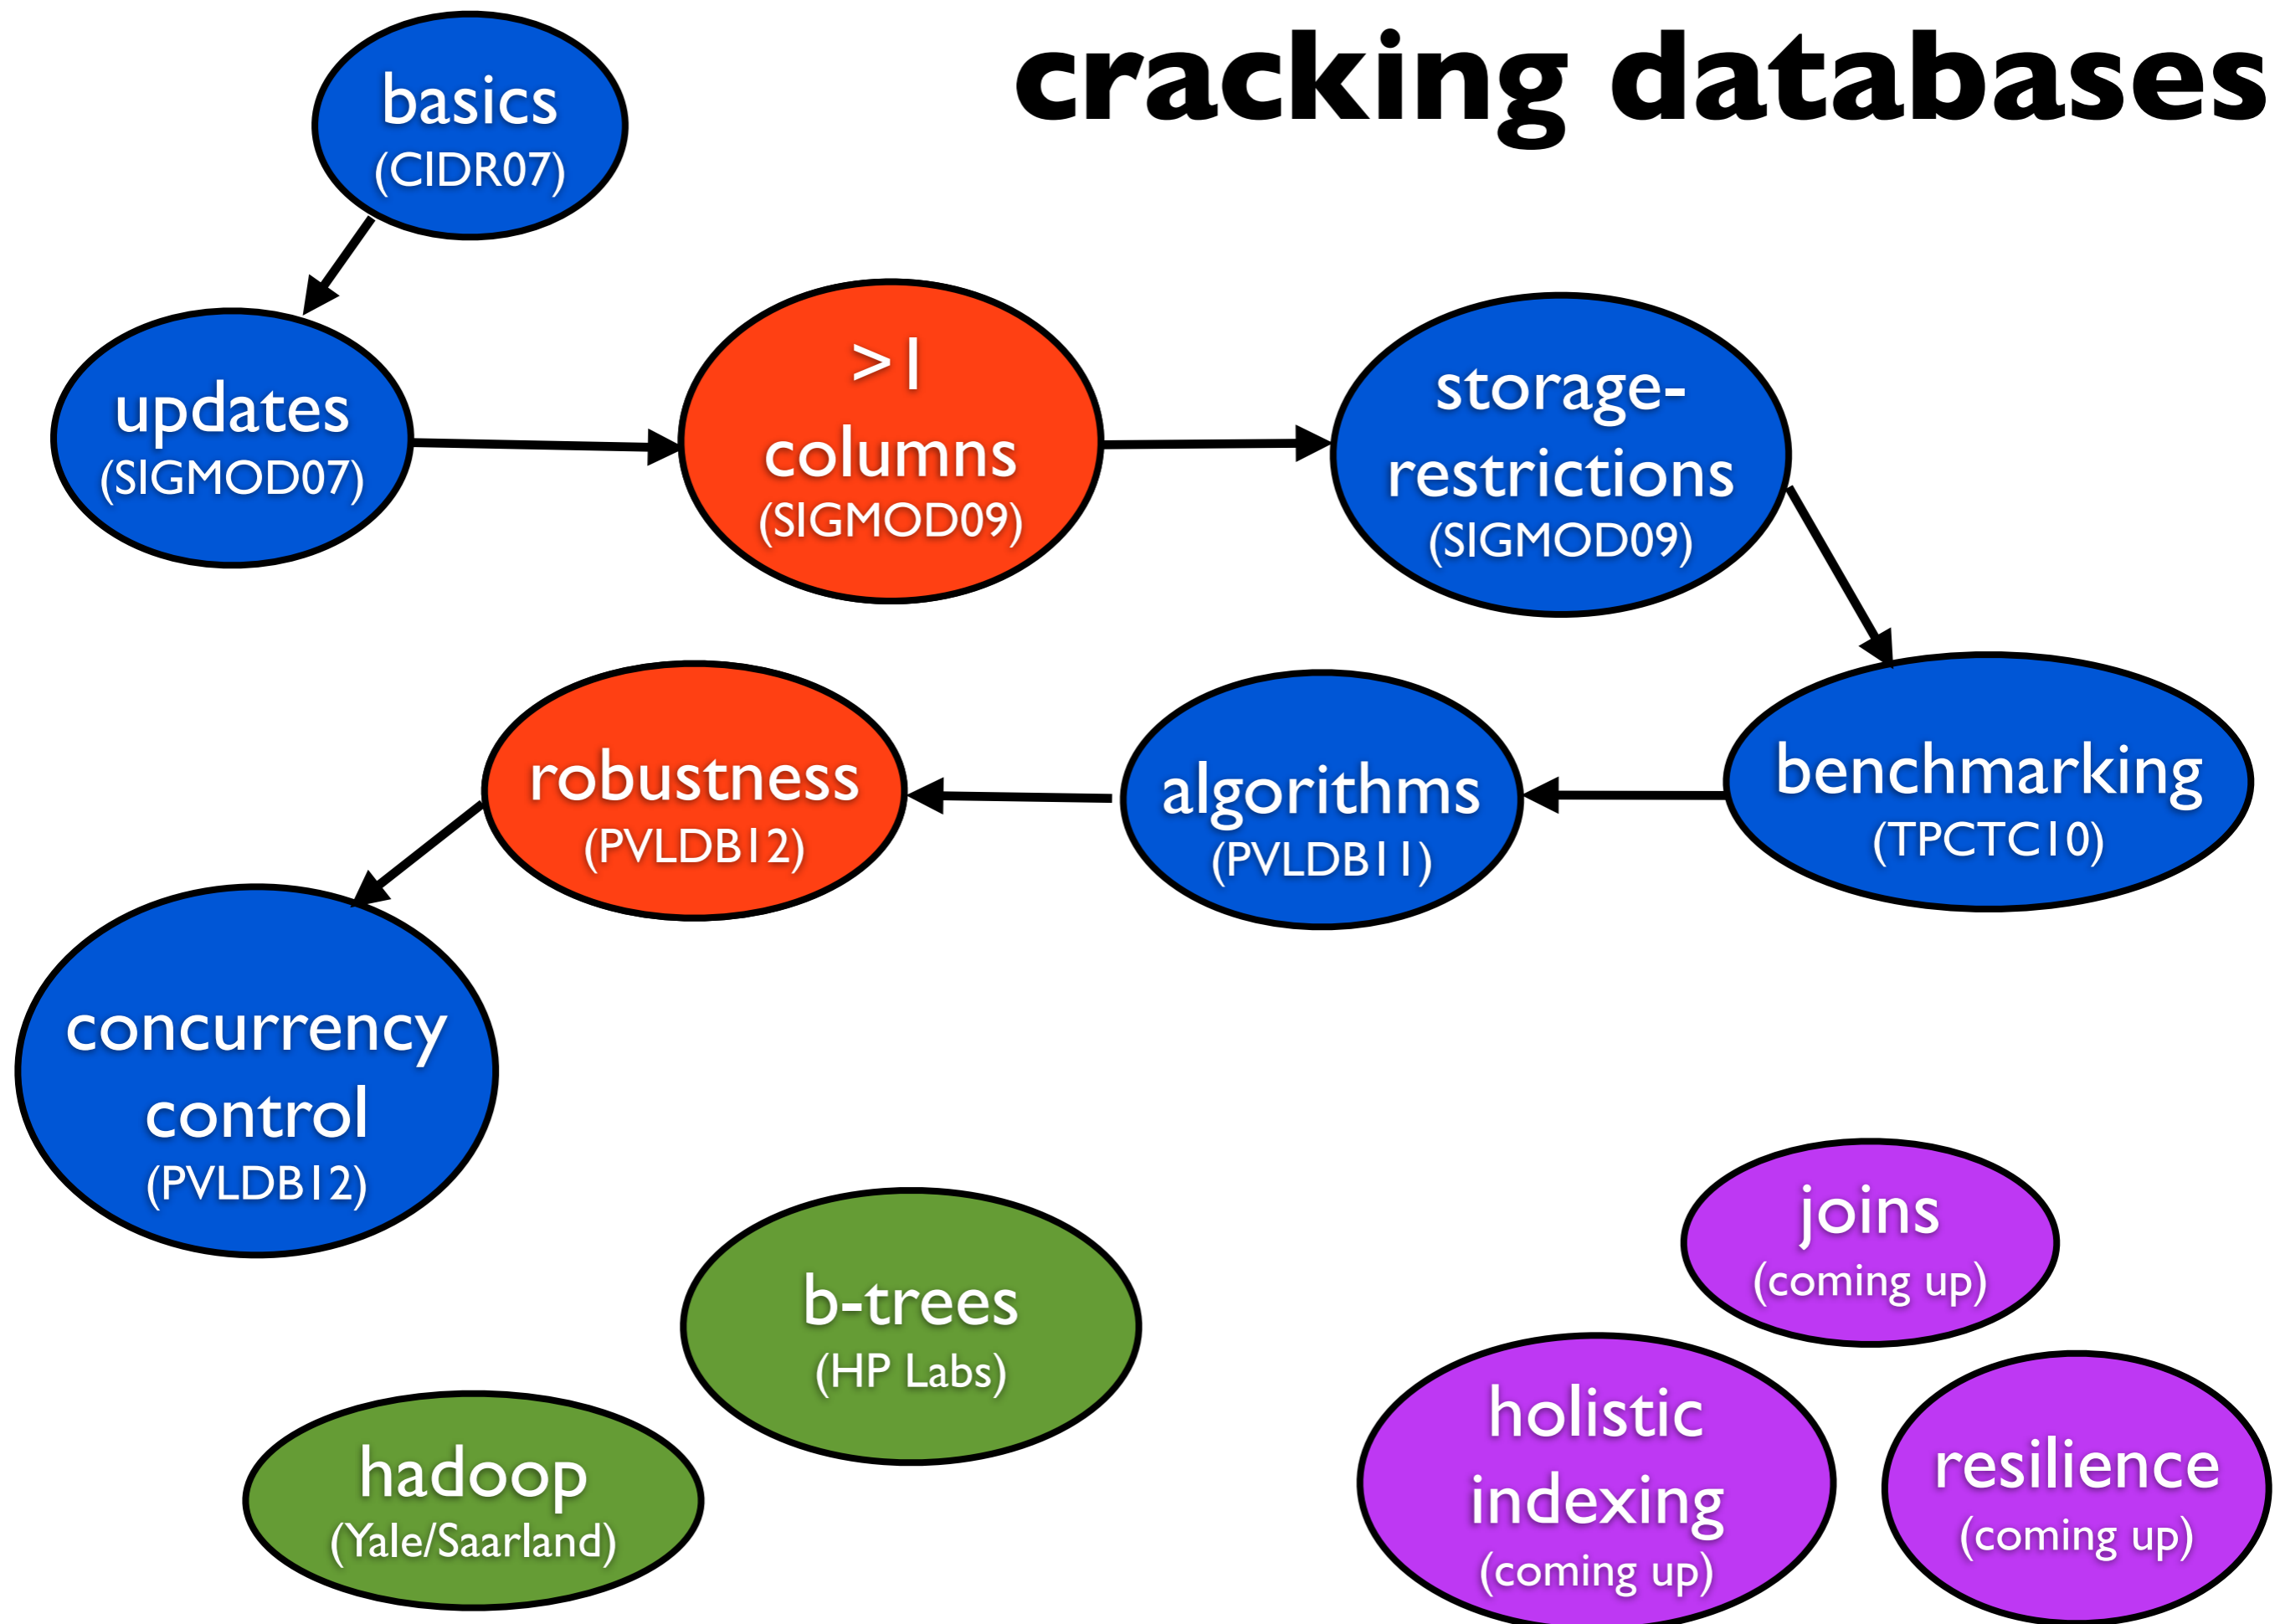 cracking databases
basics
(CIDR07)
updates
(SIGMOD07)
>1
columns
(SIGMOD09)
storage-
restrictions
(SIGMOD09)
benchmarking
(TPCTC10)
algorithms
(PVLDB11)
robustness
(PVLDB12)
concurrency
control
(PVLDB12)
b-trees
(HP Labs)
hadoop
(Yale/Saarland)
joins
(coming up)
holistic
indexing
(coming up)
resilience
(coming up)